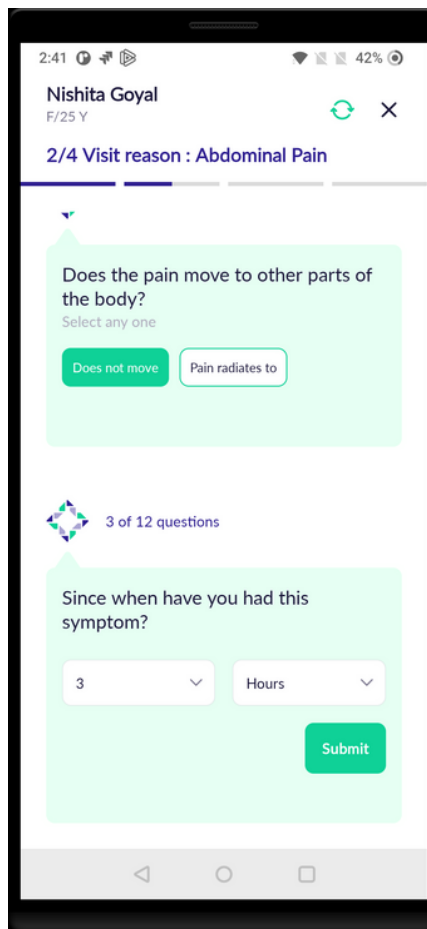 2:41 42%
Nishita Goyal
F/25 Y
2/4 Visit reason : Abdominal Pain
Does the pain move to other parts of
the body?
Select any one
Does not move Pain radiates to
3 of 12 questions
Since when have you had this
symptom?
3 Hours
Submit